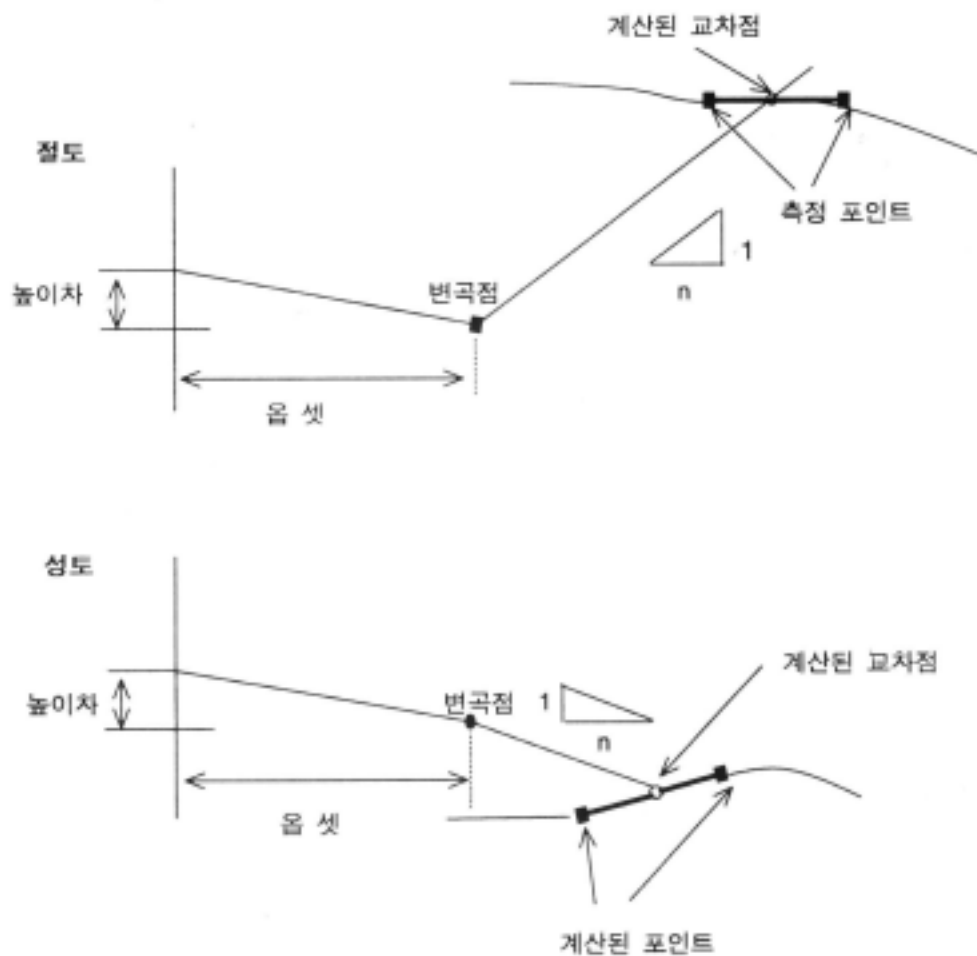 계산된 교차점
절도
측정 포인트
1
n
높이차
변곡점
옵 셋
성도
계산된 교차점
높이차
변곡점
1
n
옵 셋
계산된 포인트